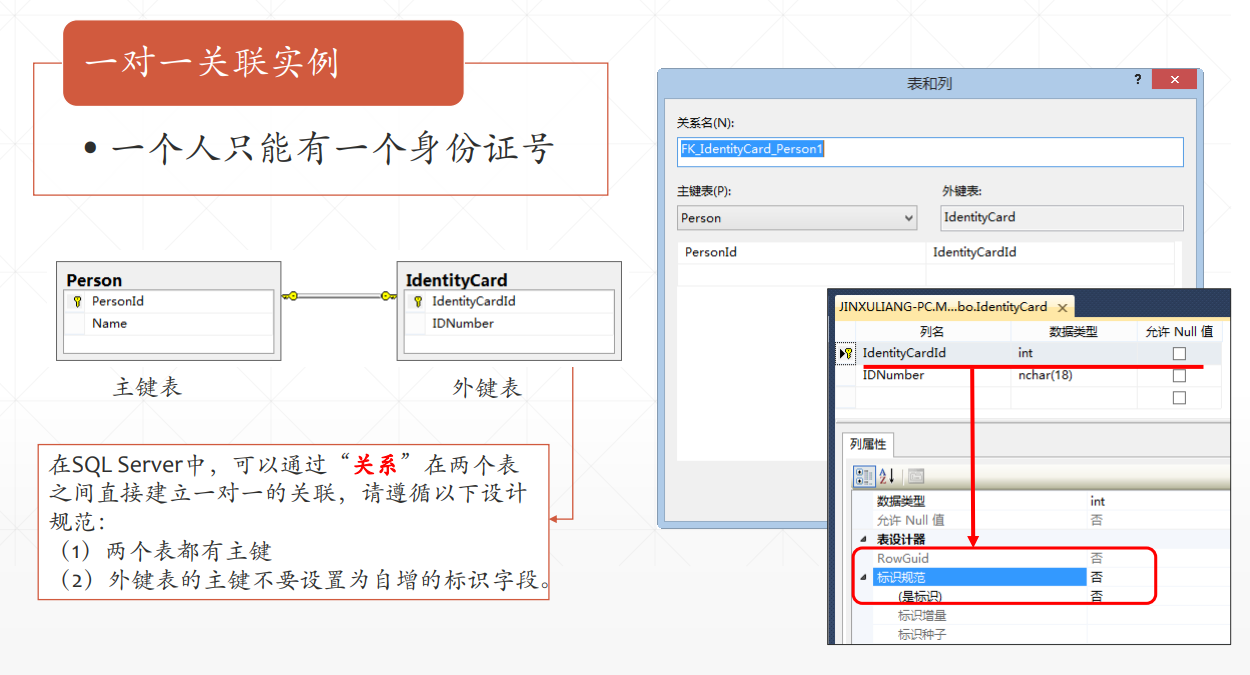 一对一关联实例
• 一个人只能有一个身份证号
Person
PersonId
Name
主键表
IdentityCard
IdentityCardId
IDNumber
外键表
在SQL Server中，可以通过“关系”在两个表
之间直接建立一对一的关联，请遵循以下设计
规范：
（1）两个表都有主键
（2）外键表的主键不要设置为自增的标识字段。
表和列
? ×
关系名(N):
FK_IdentityCard_Person1
主键表(P): 外键表:
Person IdentityCard
PersonId IdentityCardId
JINXULIANG-PC.M...bo.IdentityCard ×
列名 数据类型 允许 Null 值
IdentityCardId int
IDNumber nchar(18)
列属性
数据类型 int
允许 Null 值 否
表设计器
RowGuid 否
标识规范 否
(是标识) 否
标识增量
标识种子